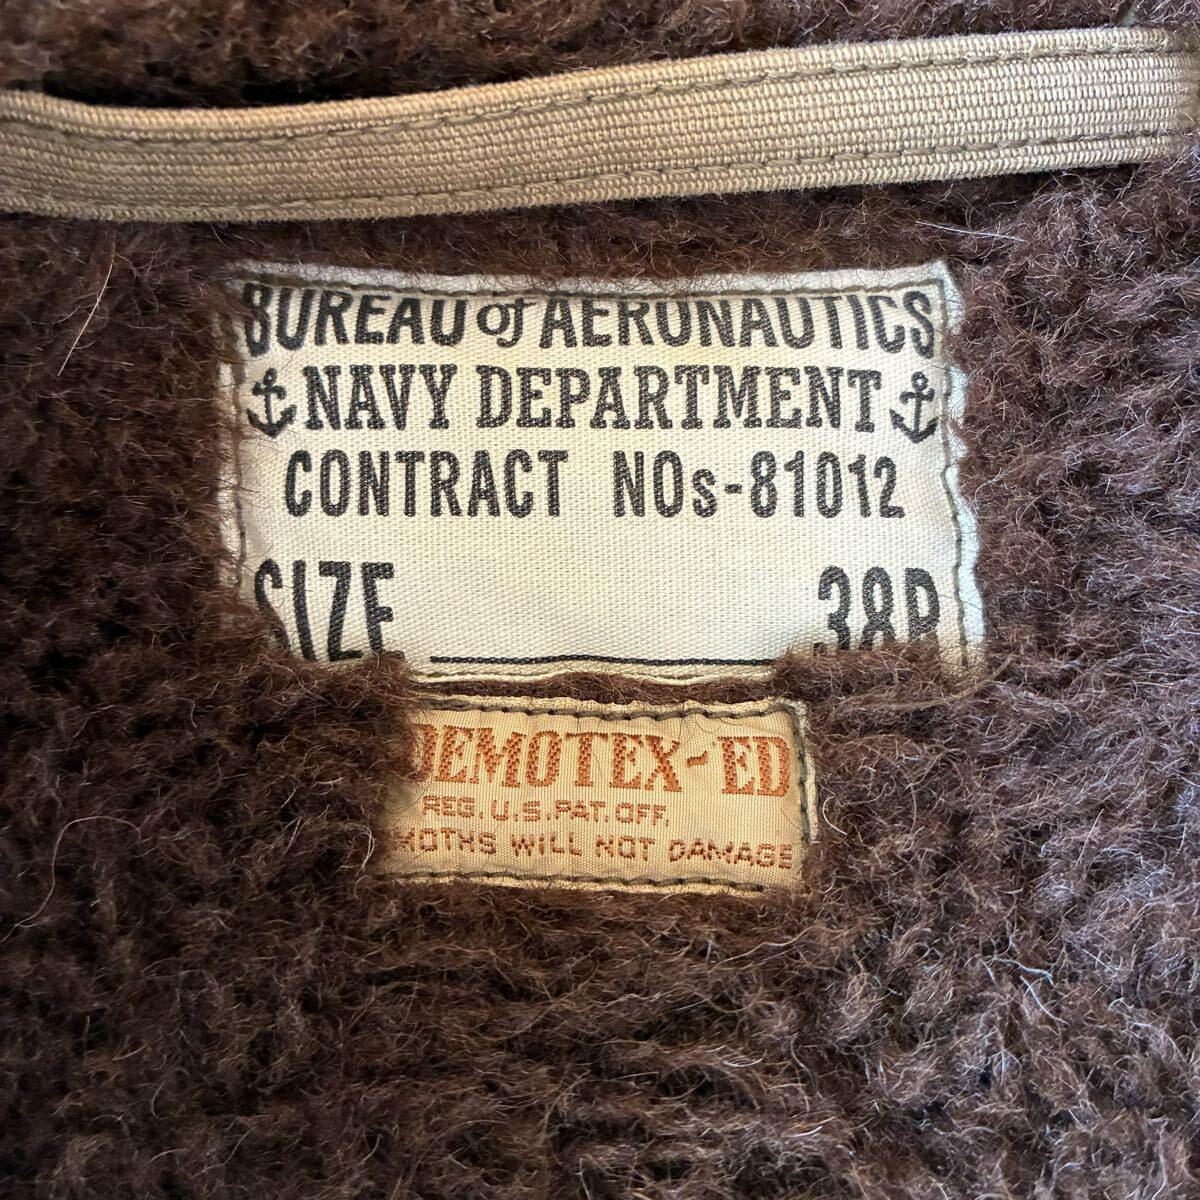 BUREAU of AERONAUTICS
NAVY DEPARTMENT
CONTRACT NOs-81012
SIZE 38R
DEMOTEX-ED
REG. U.S. PAT. OFF.
MOTHS WILL NOT DAMAGE